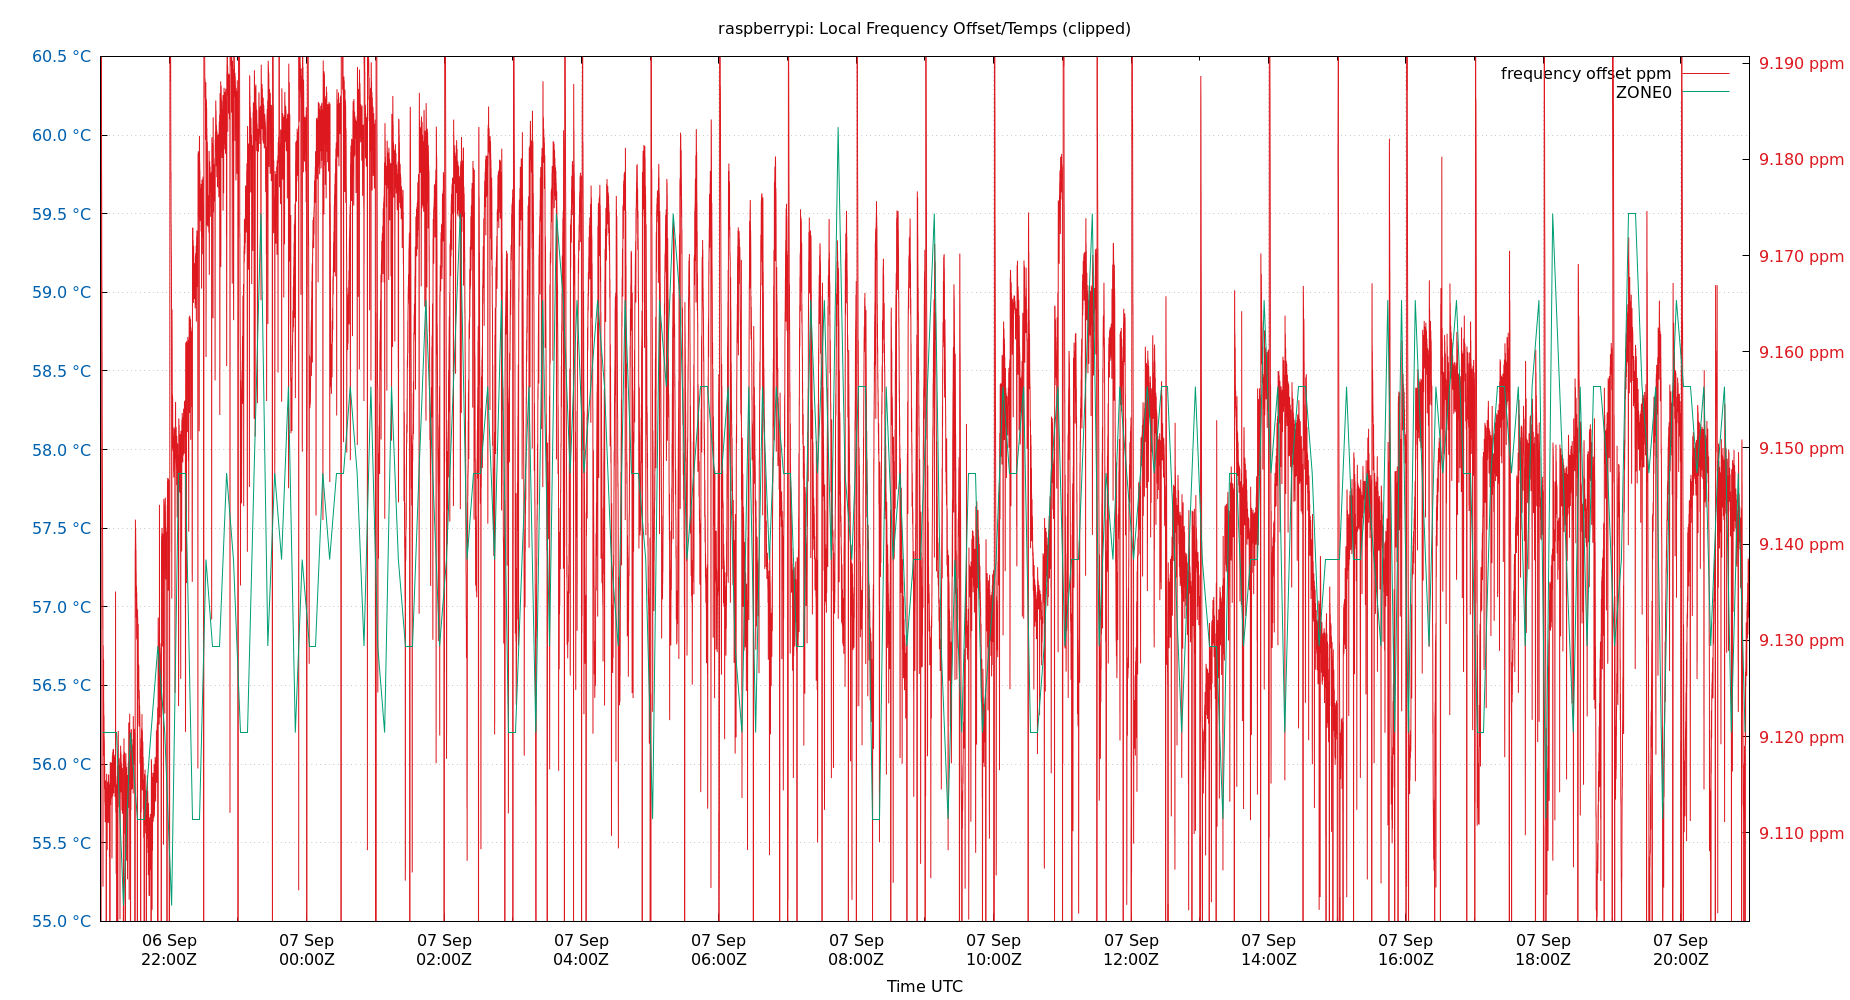 raspberrypi: Local Frequency Offset/Temps (clipped)
60.5 °C
60.0 °C
59.5 °C
59.0 °C
58.5 °C
58.0 °C
57.5 °C
57.0 °C
56.5 °C
56.0 °C
55.5 °C
55.0 °C
9.190 ppm
9.180 ppm
9.170 ppm
9.160 ppm
9.150 ppm
9.140 ppm
9.130 ppm
9.120 ppm
9.110 ppm
frequency offset ppm
ZONE0
06 Sep 07 Sep 07 Sep 07 Sep 07 Sep 07 Sep 07 Sep 07 Sep 07 Sep 07 Sep 07 Sep 07 Sep
22:00Z 00:00Z 02:00Z 04:00Z 06:00Z 08:00Z 10:00Z 12:00Z 14:00Z 16:00Z 18:00Z 20:00Z
Time UTC